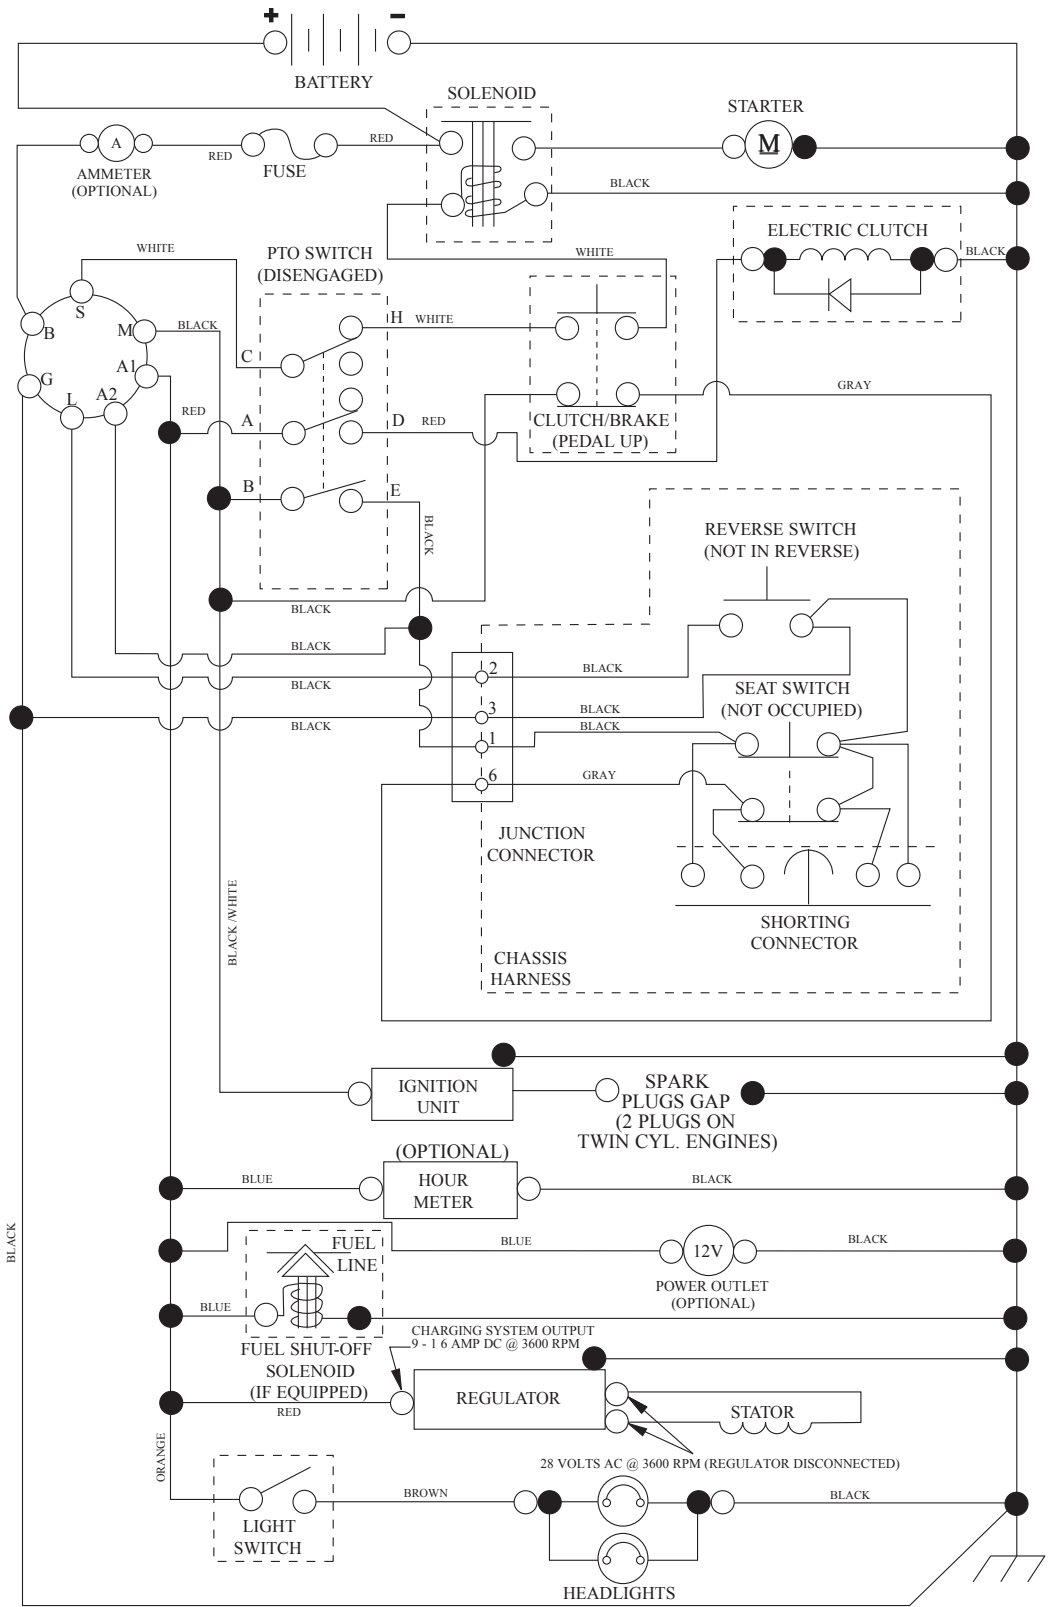 + −
BATTERY
SOLENOID
STARTER
A
RED
FUSE
RED
M
AMMETER
(OPTIONAL)
BLACK
WHITE
PTO SWITCH
(DISENGAGED)
WHITE
ELECTRIC CLUTCH
BLACK
S
B
M
BLACK
H
WHITE
C
G
A1
L
A2
RED
A
D
RED
GRAY
CLUTCH/BRAKE
(PEDAL UP)
B
E
BLACK
REVERSE SWITCH
(NOT IN REVERSE)
BLACK
BLACK
2
BLACK
BLACK
3
BLACK
BLACK
SEAT SWITCH
(NOT OCCUPIED)
1
BLACK
6
GRAY
JUNCTION
CONNECTOR
BLACK /WHITE
SHORTING
CONNECTOR
CHASSIS
HARNESS
IGNITION
UNIT
SPARK
PLUGS GAP
(2 PLUGS ON
TWIN CYL. ENGINES)
(OPTIONAL)
HOUR
METER
BLUE
BLACK
BLACK
FUEL
LINE
BLUE
12V
BLACK
POWER OUTLET
(OPTIONAL)
BLUE
FUEL SHUT-OFF
SOLENOID
(IF EQUIPPED)
CHARGING SYSTEM OUTPUT
9 - 1 6 AMP DC @ 3600 RPM
RED
REGULATOR
STATOR
ORANGE
28 VOLTS AC @ 3600 RPM (REGULATOR DISCONNECTED)
LIGHT
SWITCH
BROWN
BLACK
HEADLIGHTS